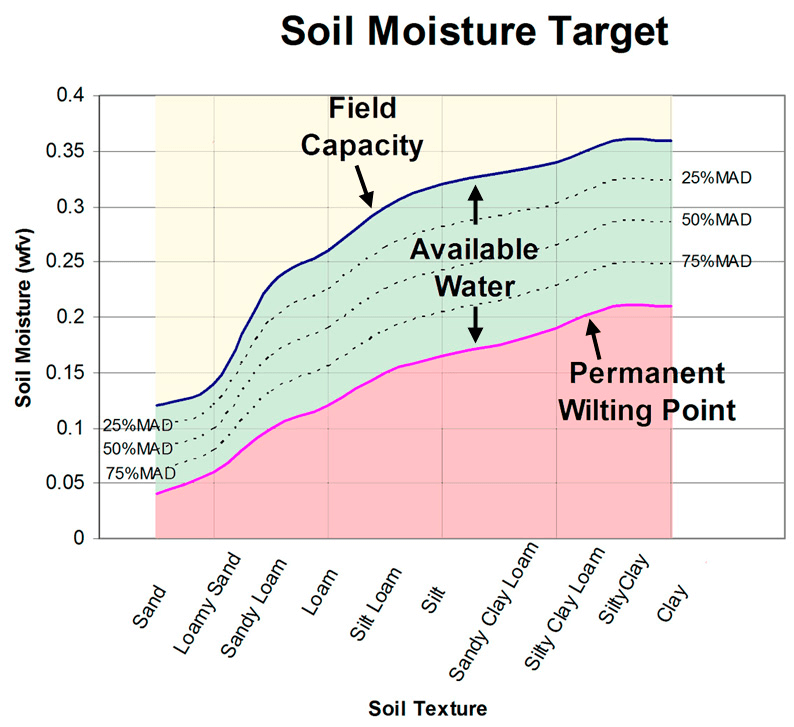 Soil Moisture Target
0.4
0.35
0.3
0.25
0.2
0.15
0.1
0.05
0
Soil Moisture (wfv)
Field
Capacity
Available
Water
Permanent
Wilting Point
25%MAD
50%MAD
75%MAD
25%MAD
50%MAD
75%MAD
Sand
Loamy Sand
Sandy Loam
Loam
Silt Loam
Silt
Sandy Clay Loam
Silty Clay Loam
SiltyClay
Clay
Soil Texture